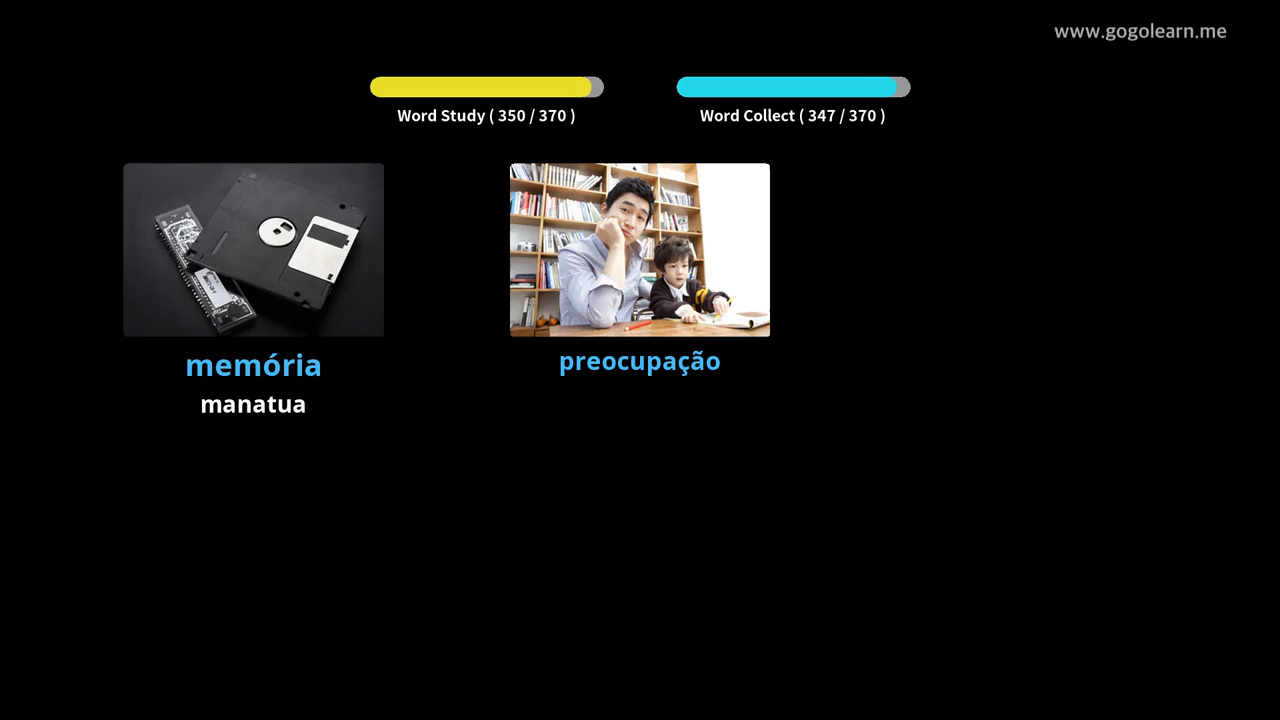 www.gogolearn.me
Word Study ( 350 / 370 )
Word Collect ( 347 / 370 )
memória
manatua
preocupação